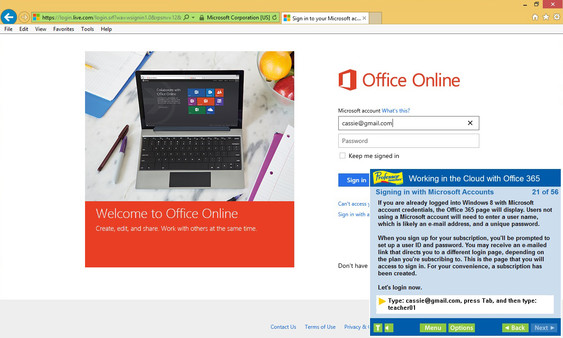 https://login.live.com/login.srf?wa=wsignin1.0&rpsnv=12&
Microsoft Corporation [US]
Sign in to your Microsoft ac...
File Edit View Favorites Tools Help
Office Online
Microsoft account What's this?
cassie@gmail.com
Password
Keep me signed in
Sign in
Can't access
Sign in with a
Don't have
Welcome to Office Online
Create, edit, and share. Work with others at the same time.
Contact Us Terms of Use Privacy &
Professor
Working in the Cloud with Office 365
Signing in with Microsoft Accounts 21 of 56
If you are already logged into Windows 8 with Microsoft
account credentials, the Office 365 page will display. Users not
using a Microsoft account will need to enter a user name,
which is likely an e-mail address, and a unique password.
When you sign up for your subscription, you'll be prompted to
set up a user ID and password. You may receive an e-mailed
link that directs you to a different login page, depending on
the plan you're subscribing to. This is the page that you will
access to sign in. For your convenience, a subscription has
been created.
Let's login now.
Type: cassie@gmail.com, press Tab, and then type:
teacher01
T Menu Options Back Next